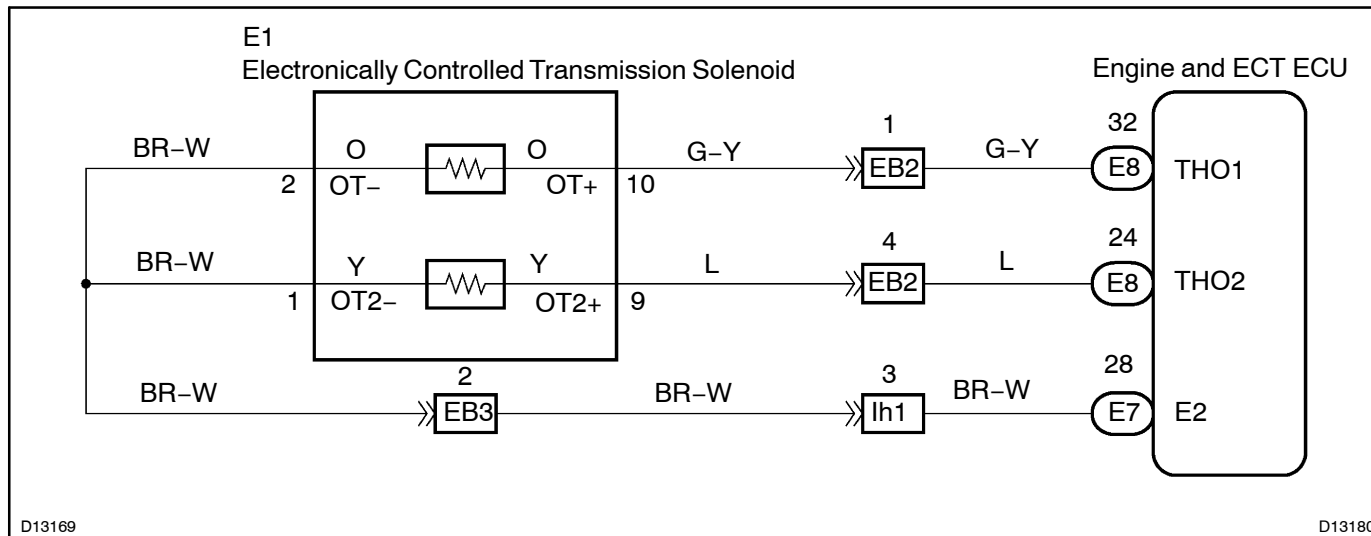 E1
Electronically Controlled Transmission Solenoid
Engine and ECT ECU
BR-W
O
O
G-Y
1
G-Y
32
2
OT-
OT+
10
EB2
E8
THO1
BR-W
Y
Y
L
4
L
24
1
OT2-
OT2+
9
EB2
E8
THO2
BR-W
2
BR-W
3
BR-W
28
EB3
Ih1
E7
E2
D13169
D13180